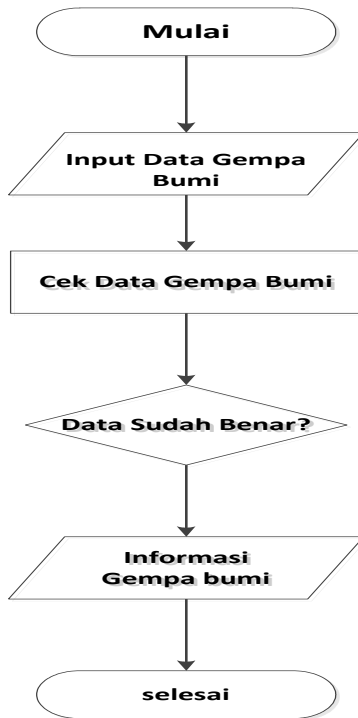 Mulai
Input Data Gempa
Bumi
Cek Data Gempa Bumi
Data Sudah Benar?
Informasi
Gempa bumi
selesai